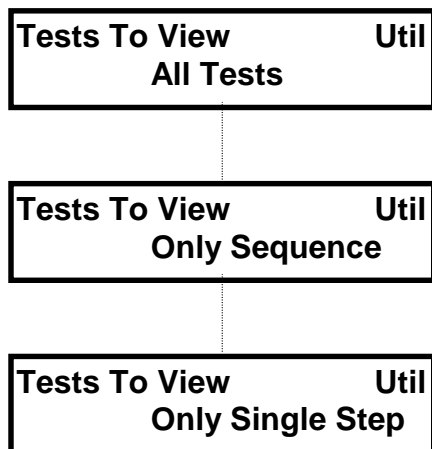 Tests To View Util
All Tests
Tests To View Util
Only Sequence
Tests To View Util
Only Single Step